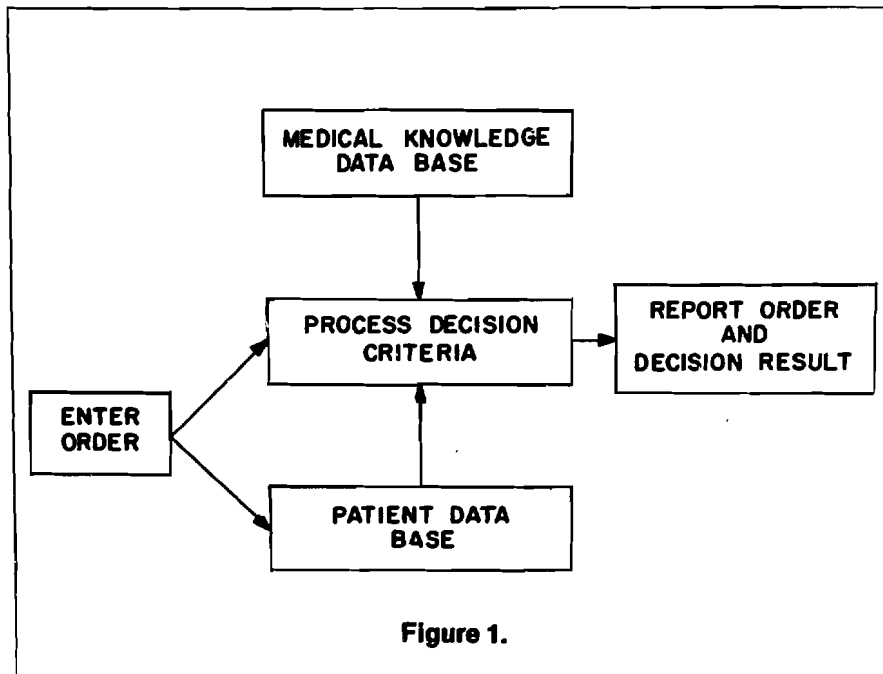 MEDICAL KNOWLEDGE
DATA BASE
PROCESS DECISION
CRITERIA
REPORT ORDER
AND
DECISION RESULT
ENTER
ORDER
PATIENT DATA
BASE
Figure 1.